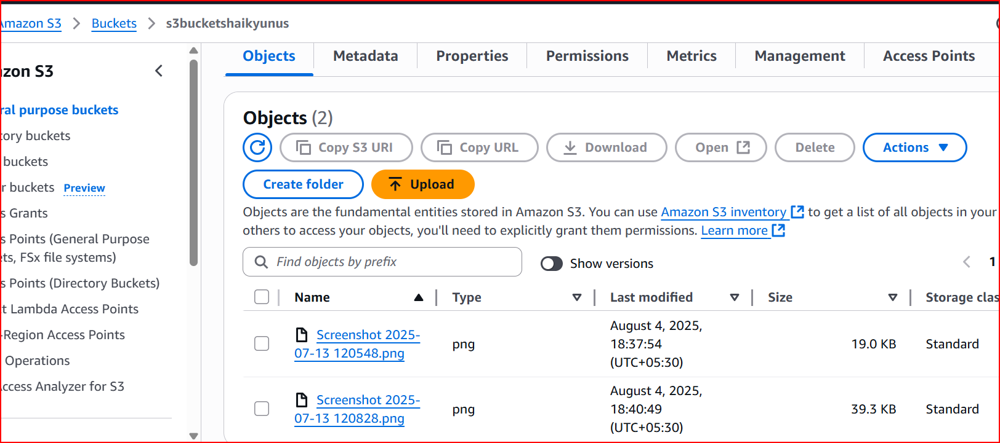 Amazon S3 > Buckets > s3bucketshaikyunus
zon S3
ral purpose buckets
tory buckets
buckets
r buckets Preview
s Grants
s Points (General Purpose
ets, FSx file systems)
s Points (Directory Buckets)
t Lambda Access Points
-Region Access Points
Operations
ccess Analyzer for S3
Objects Metadata Properties Permissions Metrics Management Access Points
Objects (2)
Copy S3 URI Copy URL Download Open Delete Actions
Create folder Upload
Objects are the fundamental entities stored in Amazon S3. You can use Amazon S3 inventory to get a list of all objects in your
others to access your objects, you'll need to explicitly grant them permissions. Learn more
Find objects by prefix Show versions 1
Name Type Last modified Size Storage clas
Screenshot 2025-
07-13 120548.png
png
August 4, 2025,
18:37:54
(UTC+05:30)
19.0 KB
Standard
Screenshot 2025-
07-13 120828.png
png
August 4, 2025,
18:40:49
(UTC+05:30)
39.3 KB
Standard